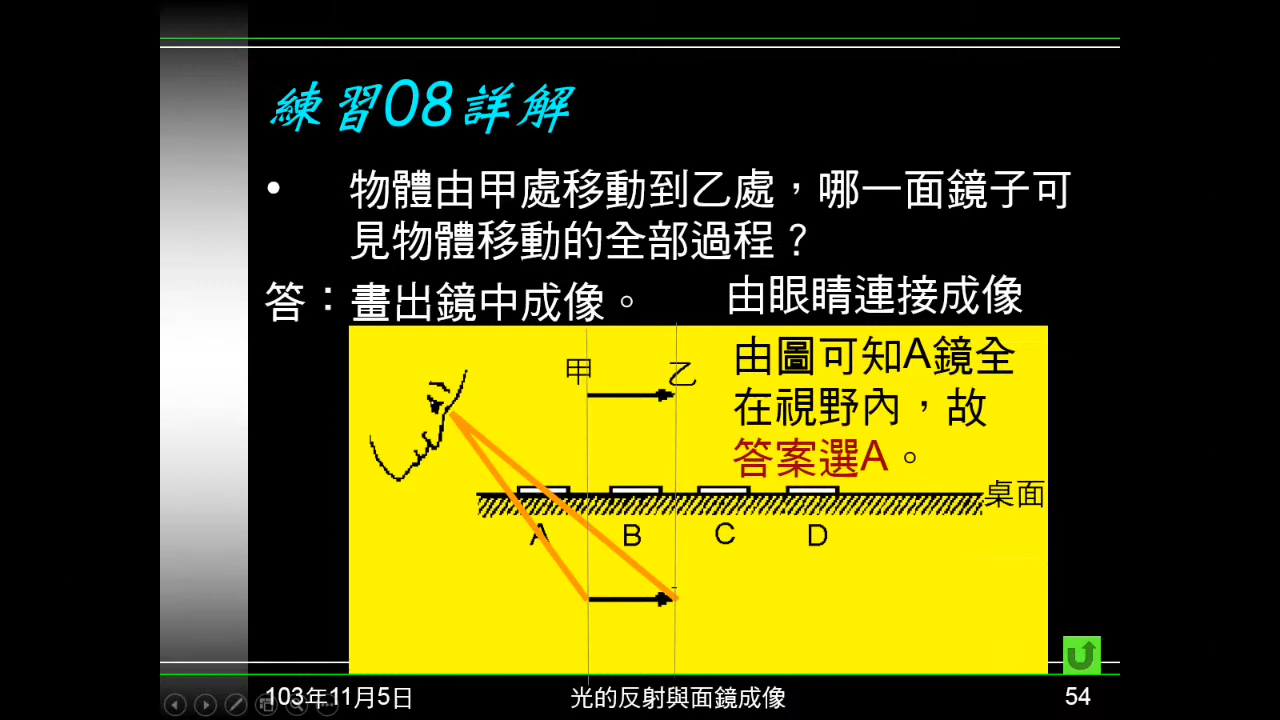 練習08詳解
• 物體由甲處移動到乙處，哪一面鏡子可
見物體移動的全部過程？
答：畫出鏡中成像。
由眼睛連接成像
由圖可知A鏡全
在視野內，故
答案選A。
甲 乙
桌面
A B C D
103年11月5日 光的反射與面鏡成像 54